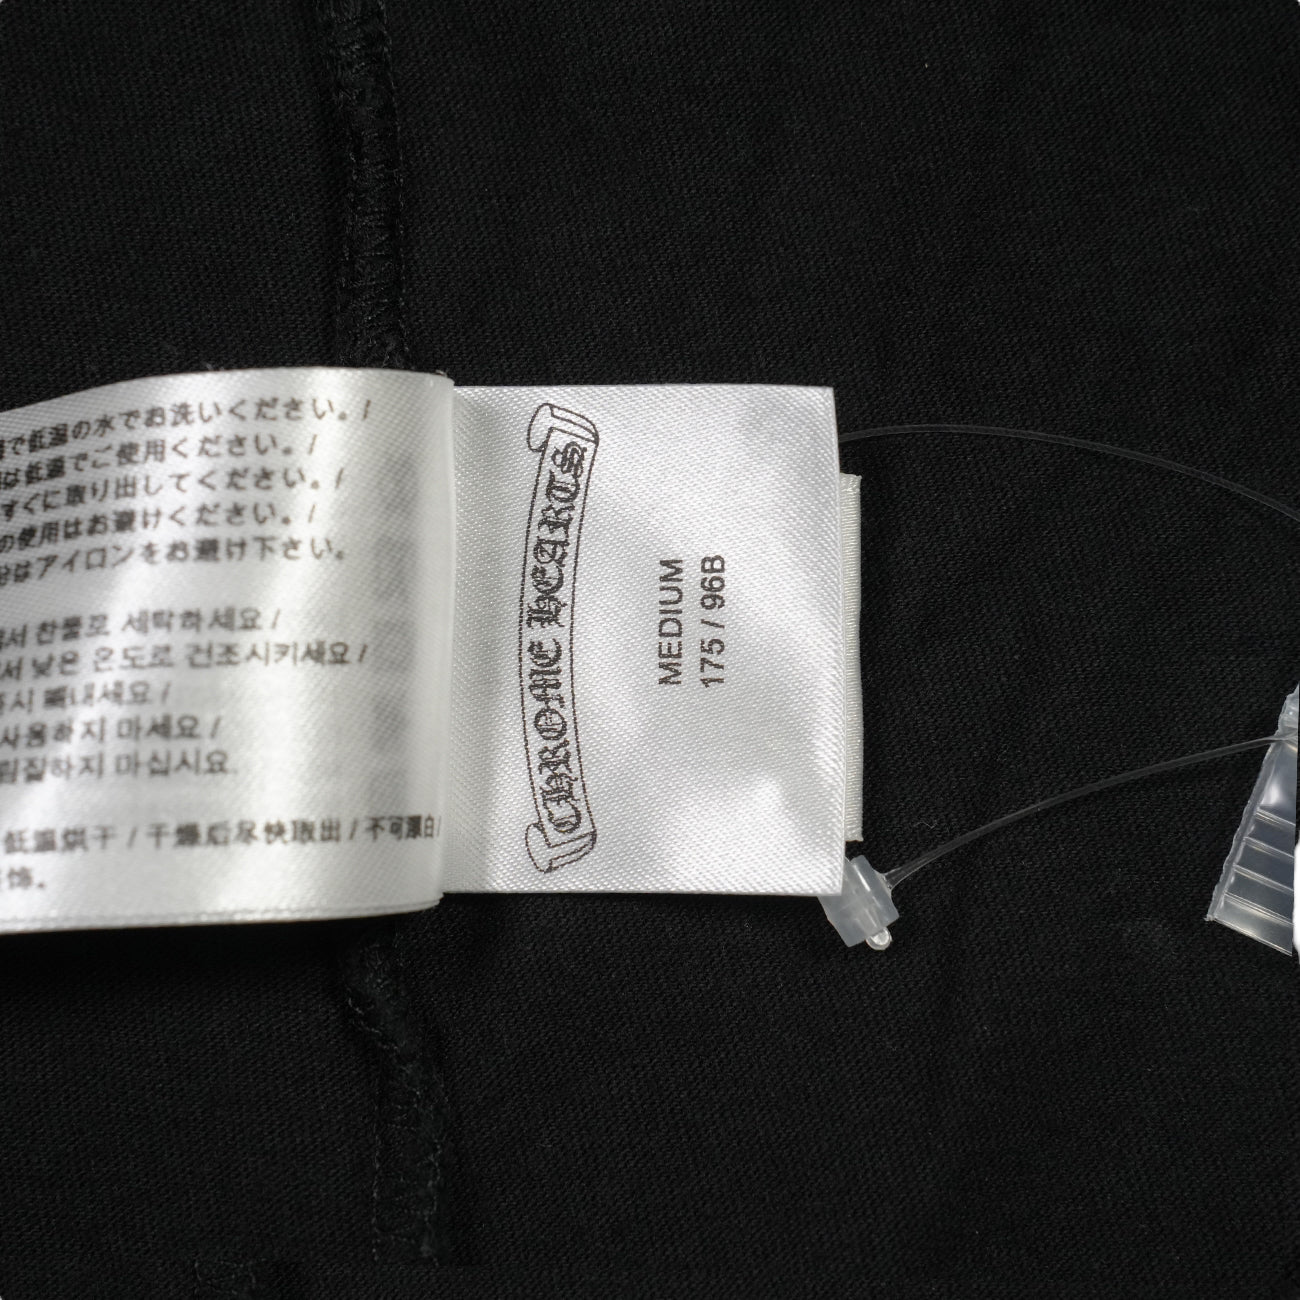 で低温の水でお洗いください。/
は低温でご使用ください。/
すぐに取り出してください。/
の使用はお避けください。/
はアイロンをお避け下さい。
서 찬물로 세탁하세요 /
서 낮은 온도로 건조시키세요 /
즉시 빼내세요 /
사용하지 마세요 /
림질하지 마십시오.
低温烘干 / 干燥后尽快取出 / 不可漂白/
饰。
CHROME HEARTS
MEDIUM
175 / 96B